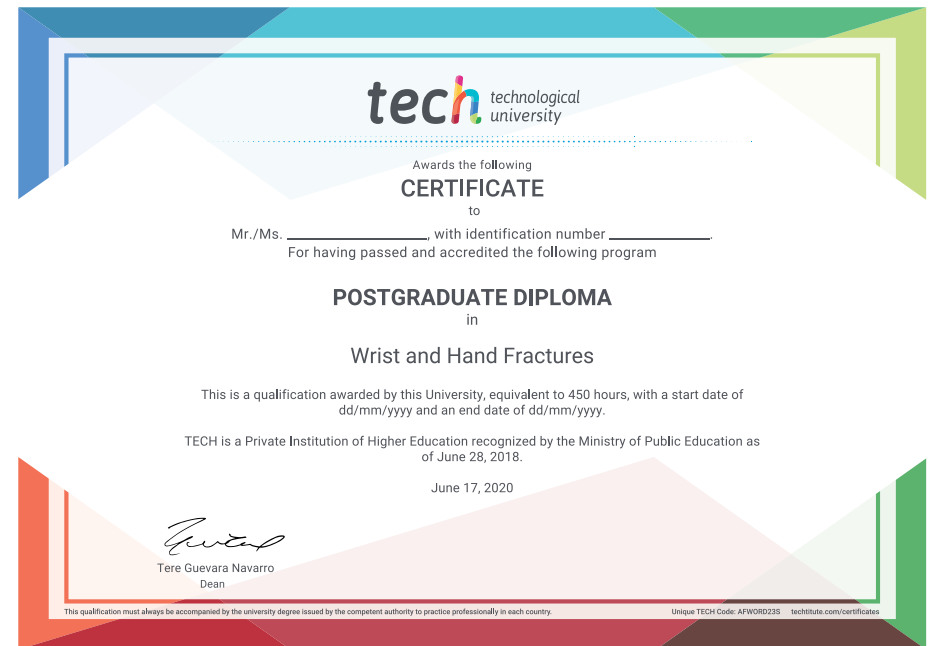 tech technological
university
Awards the following
CERTIFICATE
to
Mr./Ms. ____________________, with identification number ______________.
For having passed and accredited the following program
POSTGRADUATE DIPLOMA
in
Wrist and Hand Fractures
This is a qualification awarded by this University, equivalent to 450 hours, with a start date of
dd/mm/yyyy and an end date of dd/mm/yyyy.
TECH is a Private Institution of Higher Education recognized by the Ministry of Public Education as
of June 28, 2018.
June 17, 2020
Tere Guevara Navarro
Dean
This qualification must always be accompanied by the university degree issued by the competent authority to practice professionally in each country.
Unique TECH Code: AFWORD23S techtitute.com/certificates